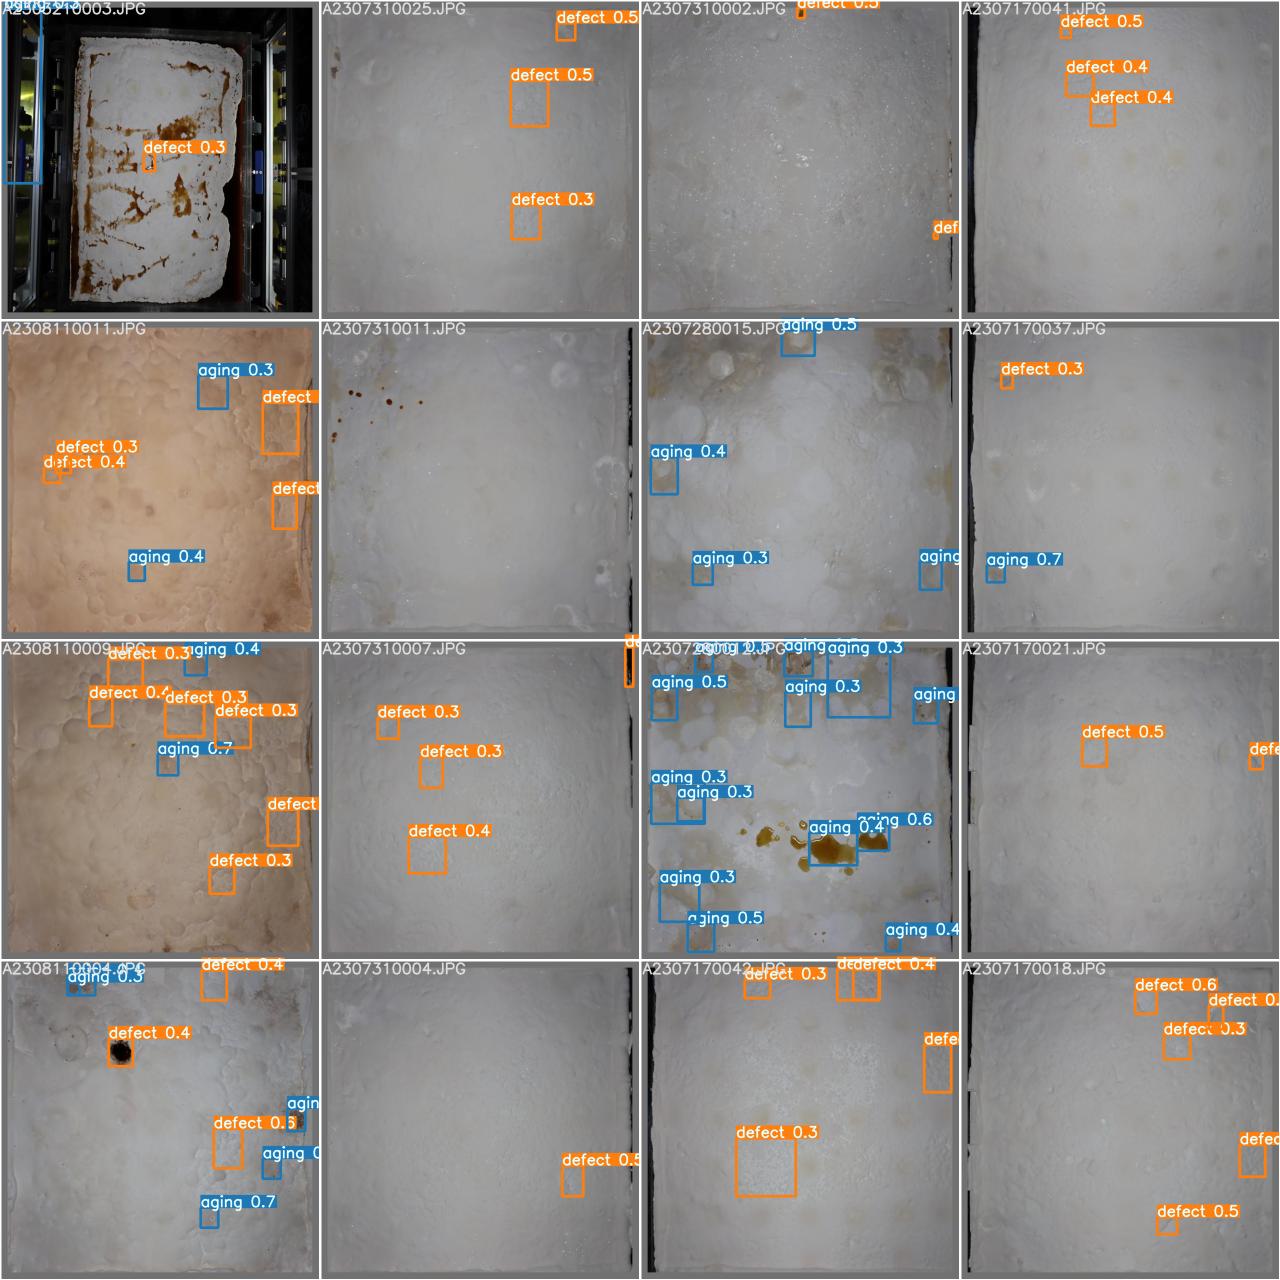 A2308210003.JPG
defect 0.3
A2307310025.JPG
defect 0.5
defect 0.5
defect 0.3
A2307310002.JPG
defect 0.5
def
A2307170041.JPG
defect 0.5
defect 0.4
defect 0.4
A2308110011.JPG
aging 0.3
defect
defect 0.3
defect 0.4
defect
aging 0.4
A2307310011.JPG
A2307280015.JPG
aging 0.5
aging 0.4
aging 0.3
aging
A2307170037.JPG
defect 0.3
aging 0.7
A2308110009.JPG
defect 0.3
aging 0.4
defect 0.4
defect 0.3
defect 0.3
aging 0.7
defect
defect 0.3
A2307310007.JPG
de
defect 0.3
defect 0.3
defect 0.4
A2307280012.JPG
aging
aging 0.3
aging 0.5
aging 0.3
aging
aging 0.3
aging 0.3
aging 0.6
aging 0.4
aging 0.3
aging 0.5
aging 0.4
A2307170021.JPG
defect 0.5
defe
A2308110004.JPG
aging 0.3
defect 0.4
defect 0.4
agin
defect 0.6
aging 0
aging 0.7
A2307310004.JPG
defect 0.5
A2307170042.JPG
defect 0.3
de
defect 0.4
defe
defect 0.3
A2307170018.JPG
defect 0.6
defect 0.
defect 0.3
defec
defect 0.5